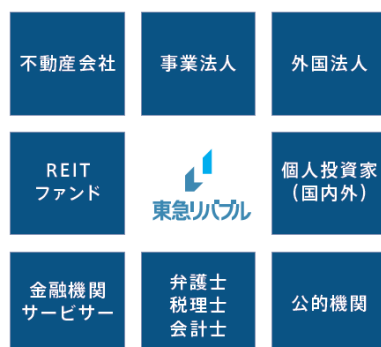 不動産会社
事業法人
外国法人
REIT
ファンド
東急リバブル
個人投資家
（国内外）
金融機関
サービサー
弁護士
税理士
会計士
公的機関